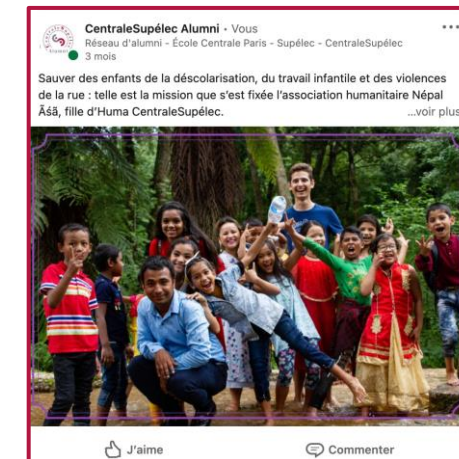 CentraleSupélec Alumni • Vous
Réseau d'alumni - École Centrale Paris - Supélec - CentraleSupélec
3 mois
Sauver des enfants de la déscolarisation, du travail infantile et des violences
de la rue : telle est la mission que s'est fixée l'association humanitaire Népal
Āśā, fille d'Huma CentraleSupélec. ...voir plus
J'aime
Commenter